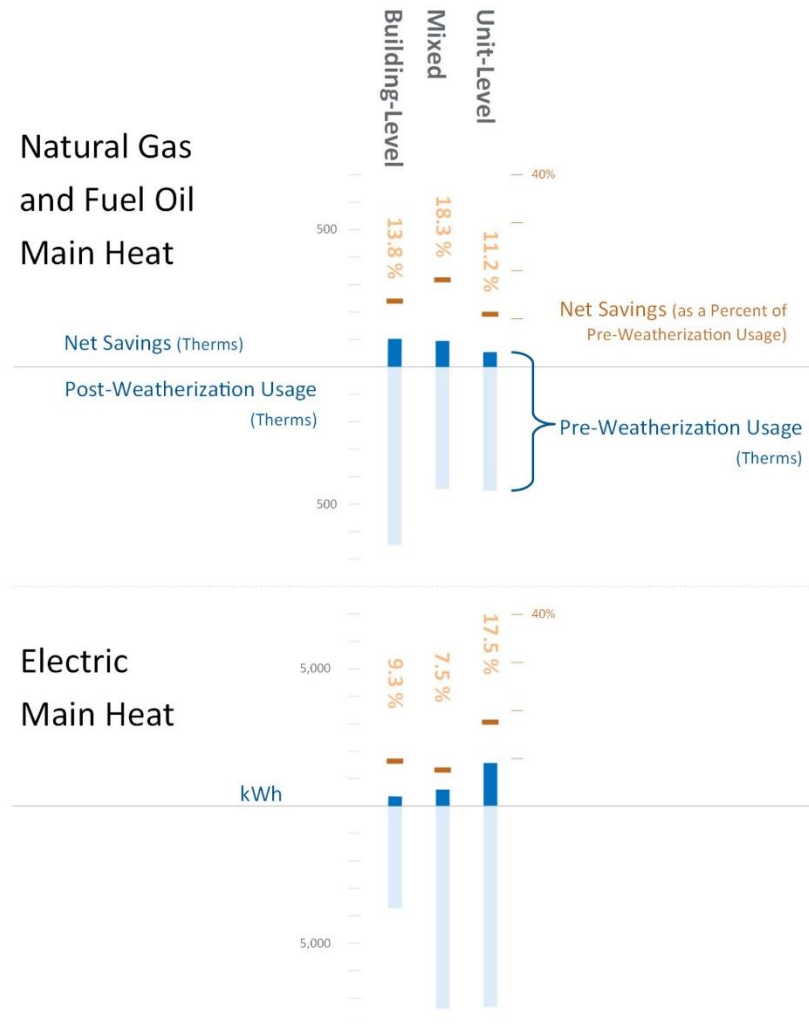 Building-Level
Mixed
Unit-Level
Natural Gas
and Fuel Oil
Main Heat
40%
500
13.8 %
18.3 %
11.2 %
Net Savings (as a Percent of
Pre-Weatherization Usage)
Net Savings (Therms)
Post-Weatherization Usage
(Therms)
Pre-Weatherization Usage
(Therms)
500
40%
Electric
Main Heat
5,000
9.3 %
7.5 %
17.5 %
kWh
5,000